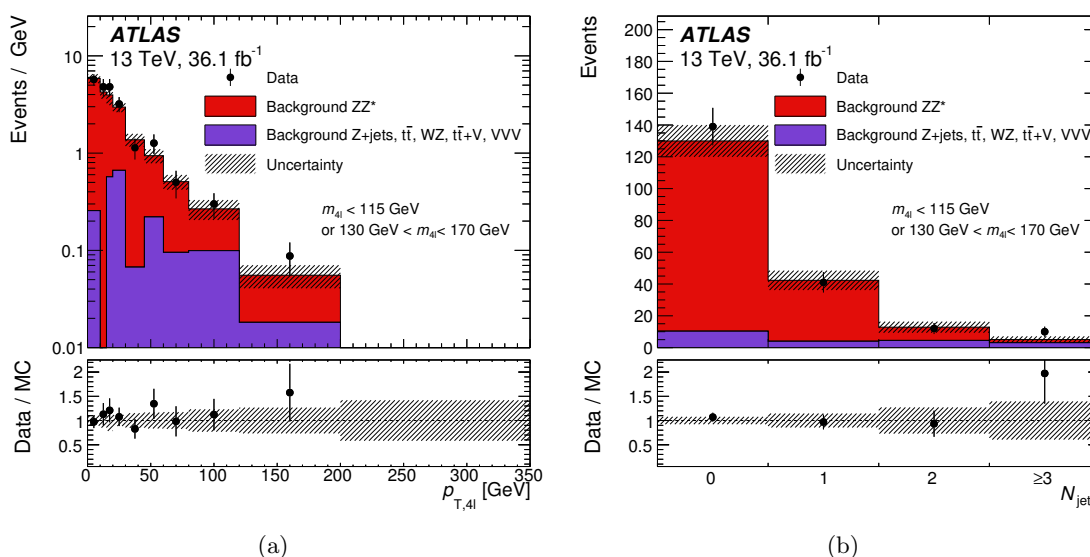 ATLAS
13 TeV, 36.1 fb⁻¹
Data
Background ZZ*
Background Z+jets, tt̄, WZ, tt̄+V, VVV
Uncertainty
m4l < 115 GeV
or 130 GeV < m4l < 170 GeV
Events / GeV
10
1
0.1
0.01
Data / MC
2
1.5
1
0.5
0 50 100 150 200 250 300 350
pT,4l [GeV]
(a)
ATLAS
13 TeV, 36.1 fb⁻¹
Data
Background ZZ*
Background Z+jets, tt̄, WZ, tt̄+V, VVV
Uncertainty
m4l < 115 GeV
or 130 GeV < m4l < 170 GeV
Events
200
180
160
140
120
100
80
60
40
20
0
Data / MC
2
1.5
1
0.5
0 1 2 ≥3
Njet
(b)